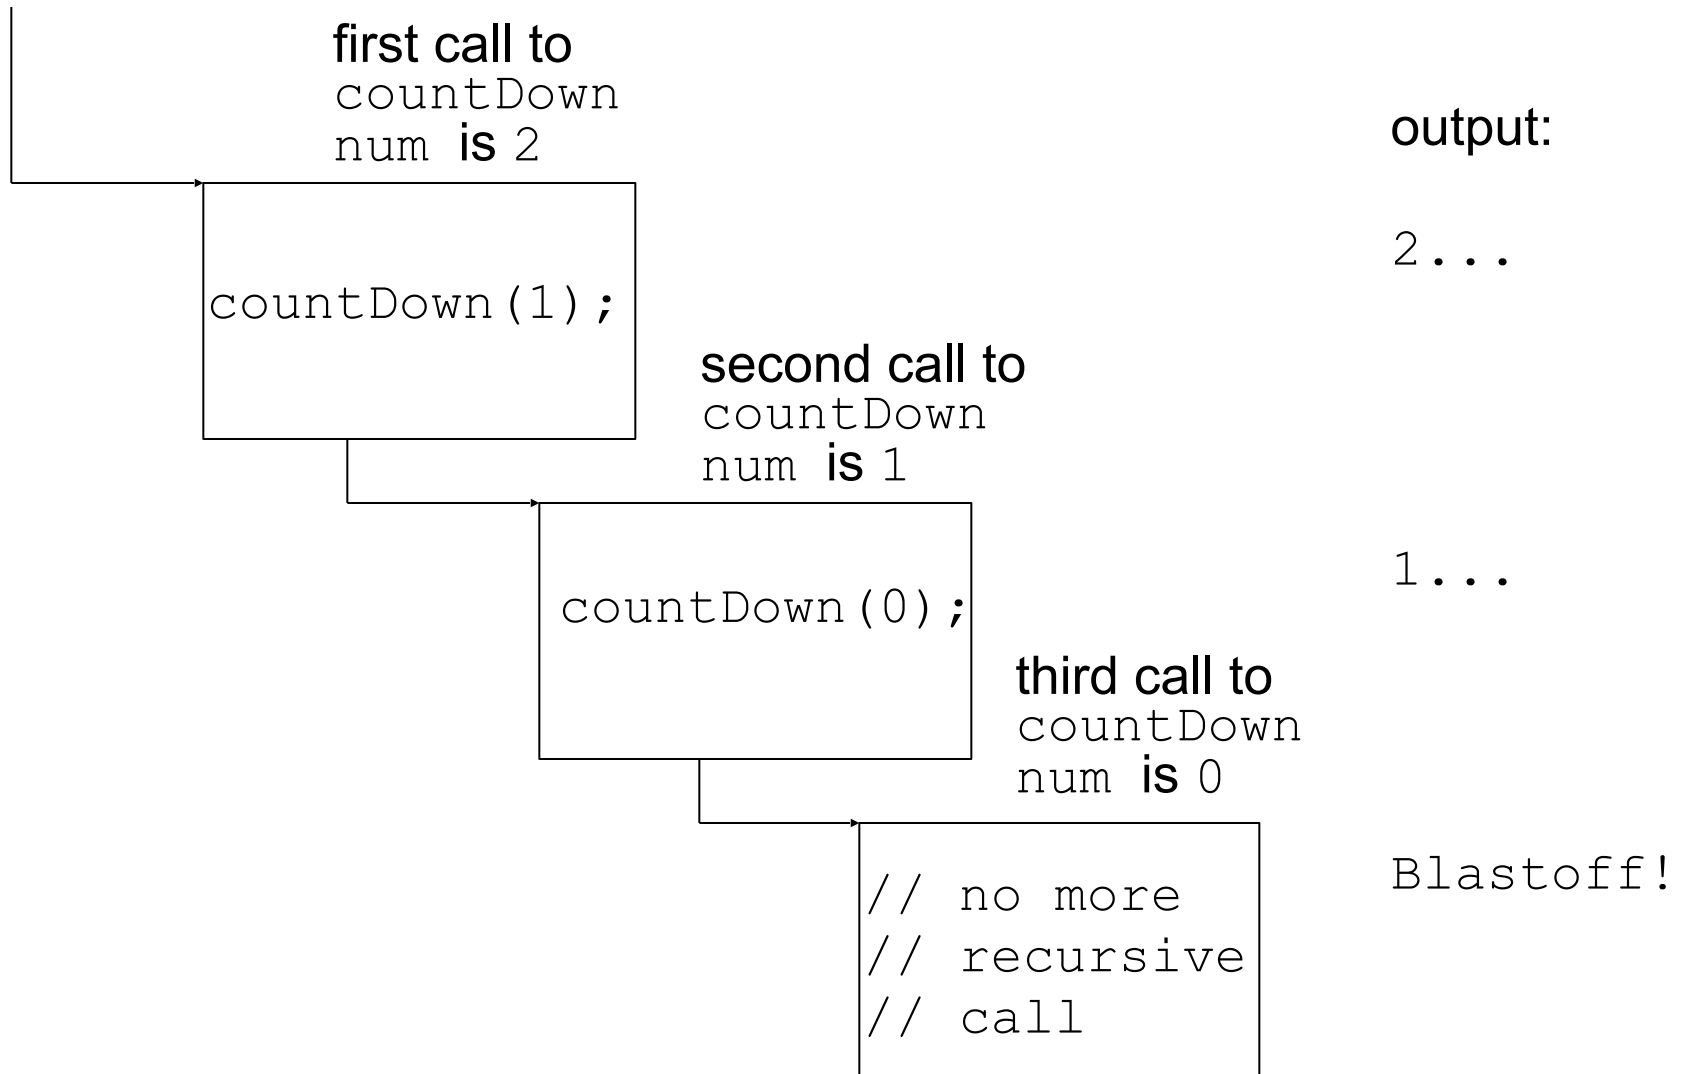 first call to
countDown
num is 2
output:
2...
countDown(1);
second call to
countDown
num is 1
1...
countDown(0);
third call to
countDown
num is 0
Blastoff!
// no more
// recursive
// call